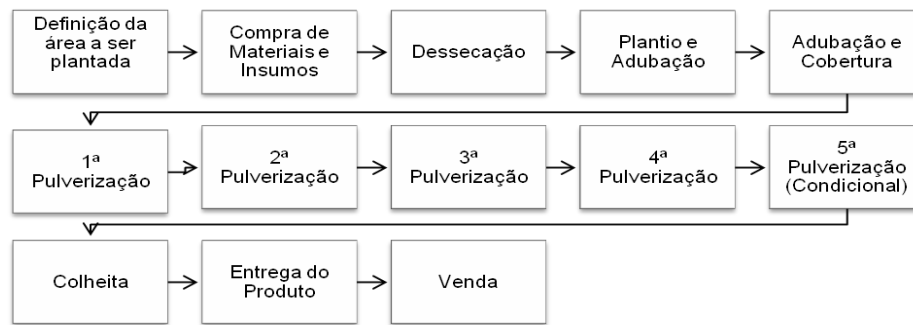 Definição da
área a ser
plantada
Compra de
Materiais e
Insumos
Dessecação
Plantio e
Adubação
Adubação e
Cobertura
1ª
Pulverização
2ª
Pulverização
3ª
Pulverização
4ª
Pulverização
5ª
Pulverização
(Condicional)
Colheita
Entrega do
Produto
Venda